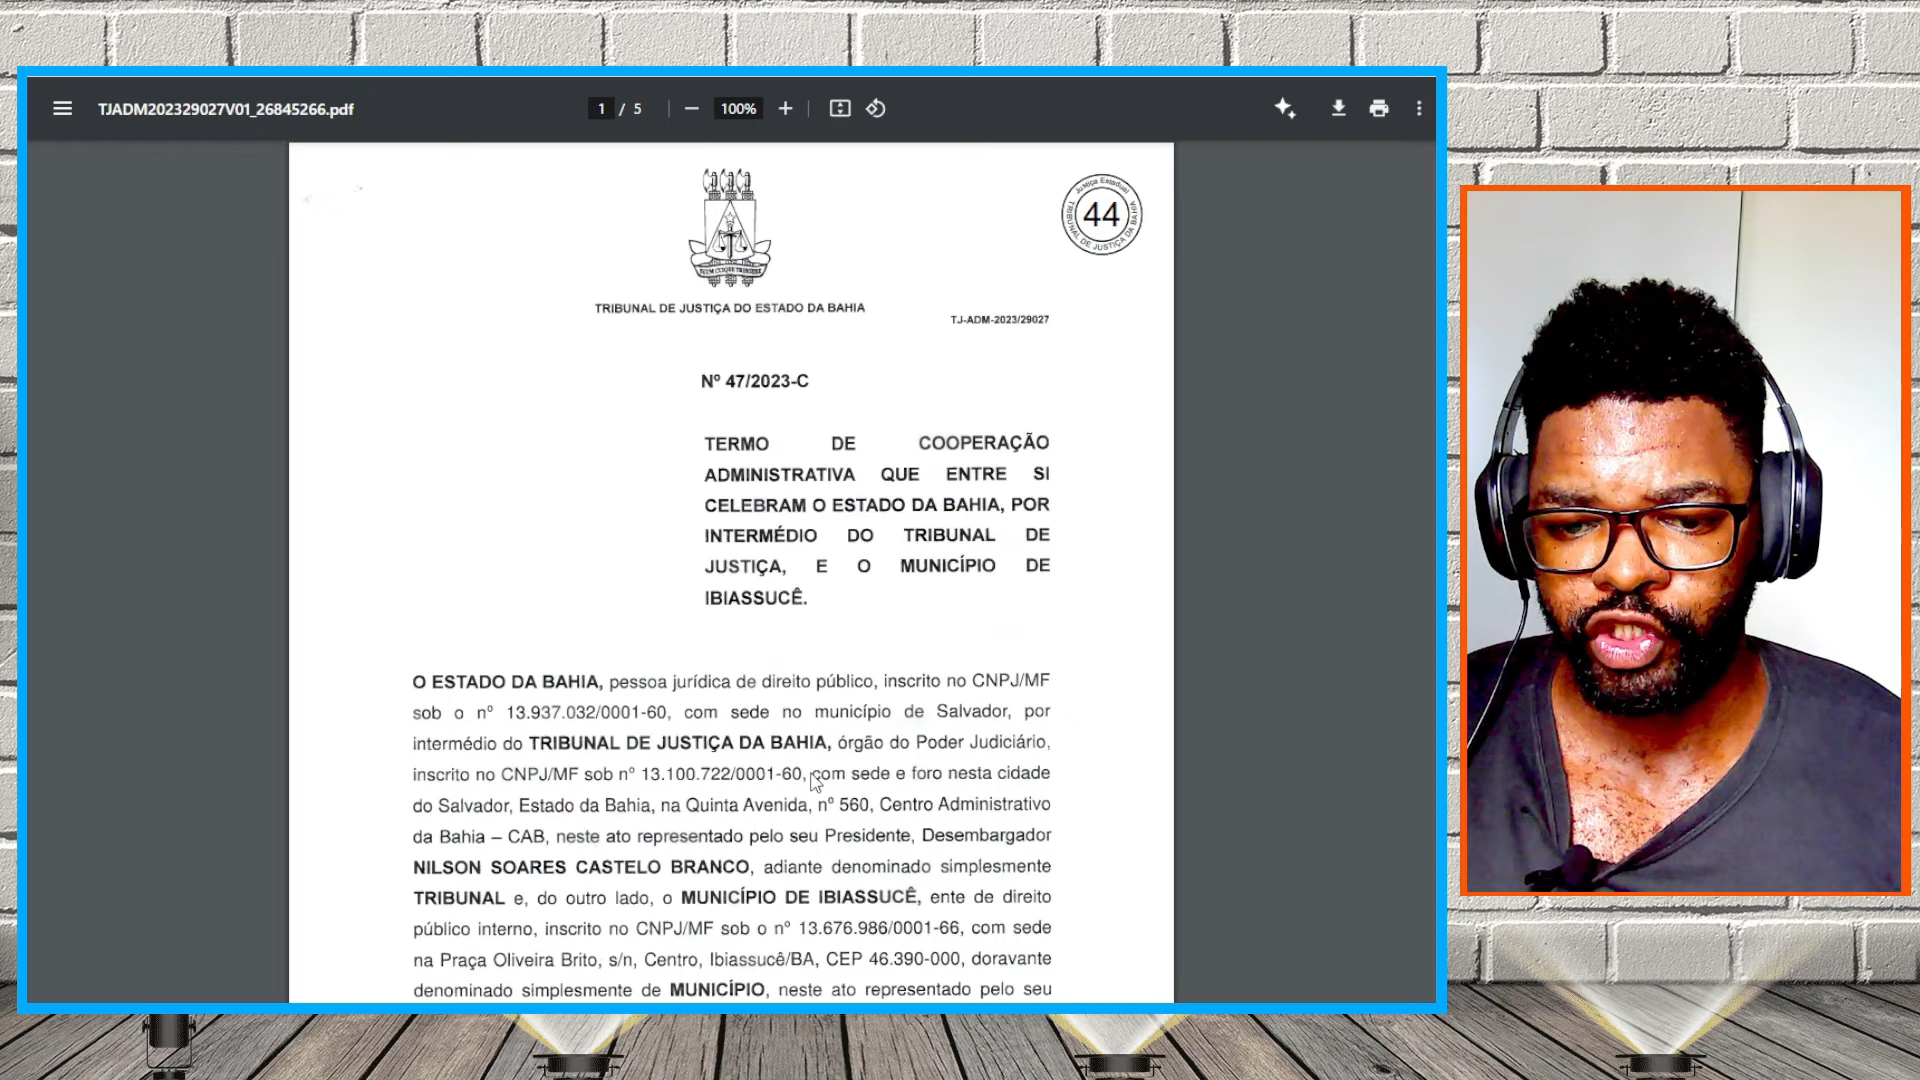 TJADM202329027V01_26845266.pdf
1 / 5
100%
Justiça Estadual
44
TRIBUNAL DE JUSTIÇA DA BAHIA
TRIBUNAL DE JUSTIÇA DO ESTADO DA BAHIA
TJ-ADM-2023/29027
Nº 47/2023-C
TERMO DE COOPERAÇÃO
ADMINISTRATIVA QUE ENTRE SI
CELEBRAM O ESTADO DA BAHIA, POR
INTERMÉDIO DO TRIBUNAL DE
JUSTIÇA, E O MUNICÍPIO DE
IBIASSUCÊ.
O ESTADO DA BAHIA, pessoa jurídica de direito público, inscrito no CNPJ/MF
sob o nº 13.937.032/0001-60, com sede no município de Salvador, por
intermédio do TRIBUNAL DE JUSTIÇA DA BAHIA, órgão do Poder Judiciário,
inscrito no CNPJ/MF sob nº 13.100.722/0001-60, com sede e foro nesta cidade
do Salvador, Estado da Bahia, na Quinta Avenida, nº 560, Centro Administrativo
da Bahia – CAB, neste ato representado pelo seu Presidente, Desembargador
NILSON SOARES CASTELO BRANCO, adiante denominado simplesmente
TRIBUNAL e, do outro lado, o MUNICÍPIO DE IBIASSUCÊ, ente de direito
público interno, inscrito no CNPJ/MF sob o nº 13.676.986/0001-66, com sede
na Praça Oliveira Brito, s/n, Centro, Ibiassucê/BA, CEP 46.390-000, doravante
denominado simplesmente de MUNICÍPIO, neste ato representado pelo seu